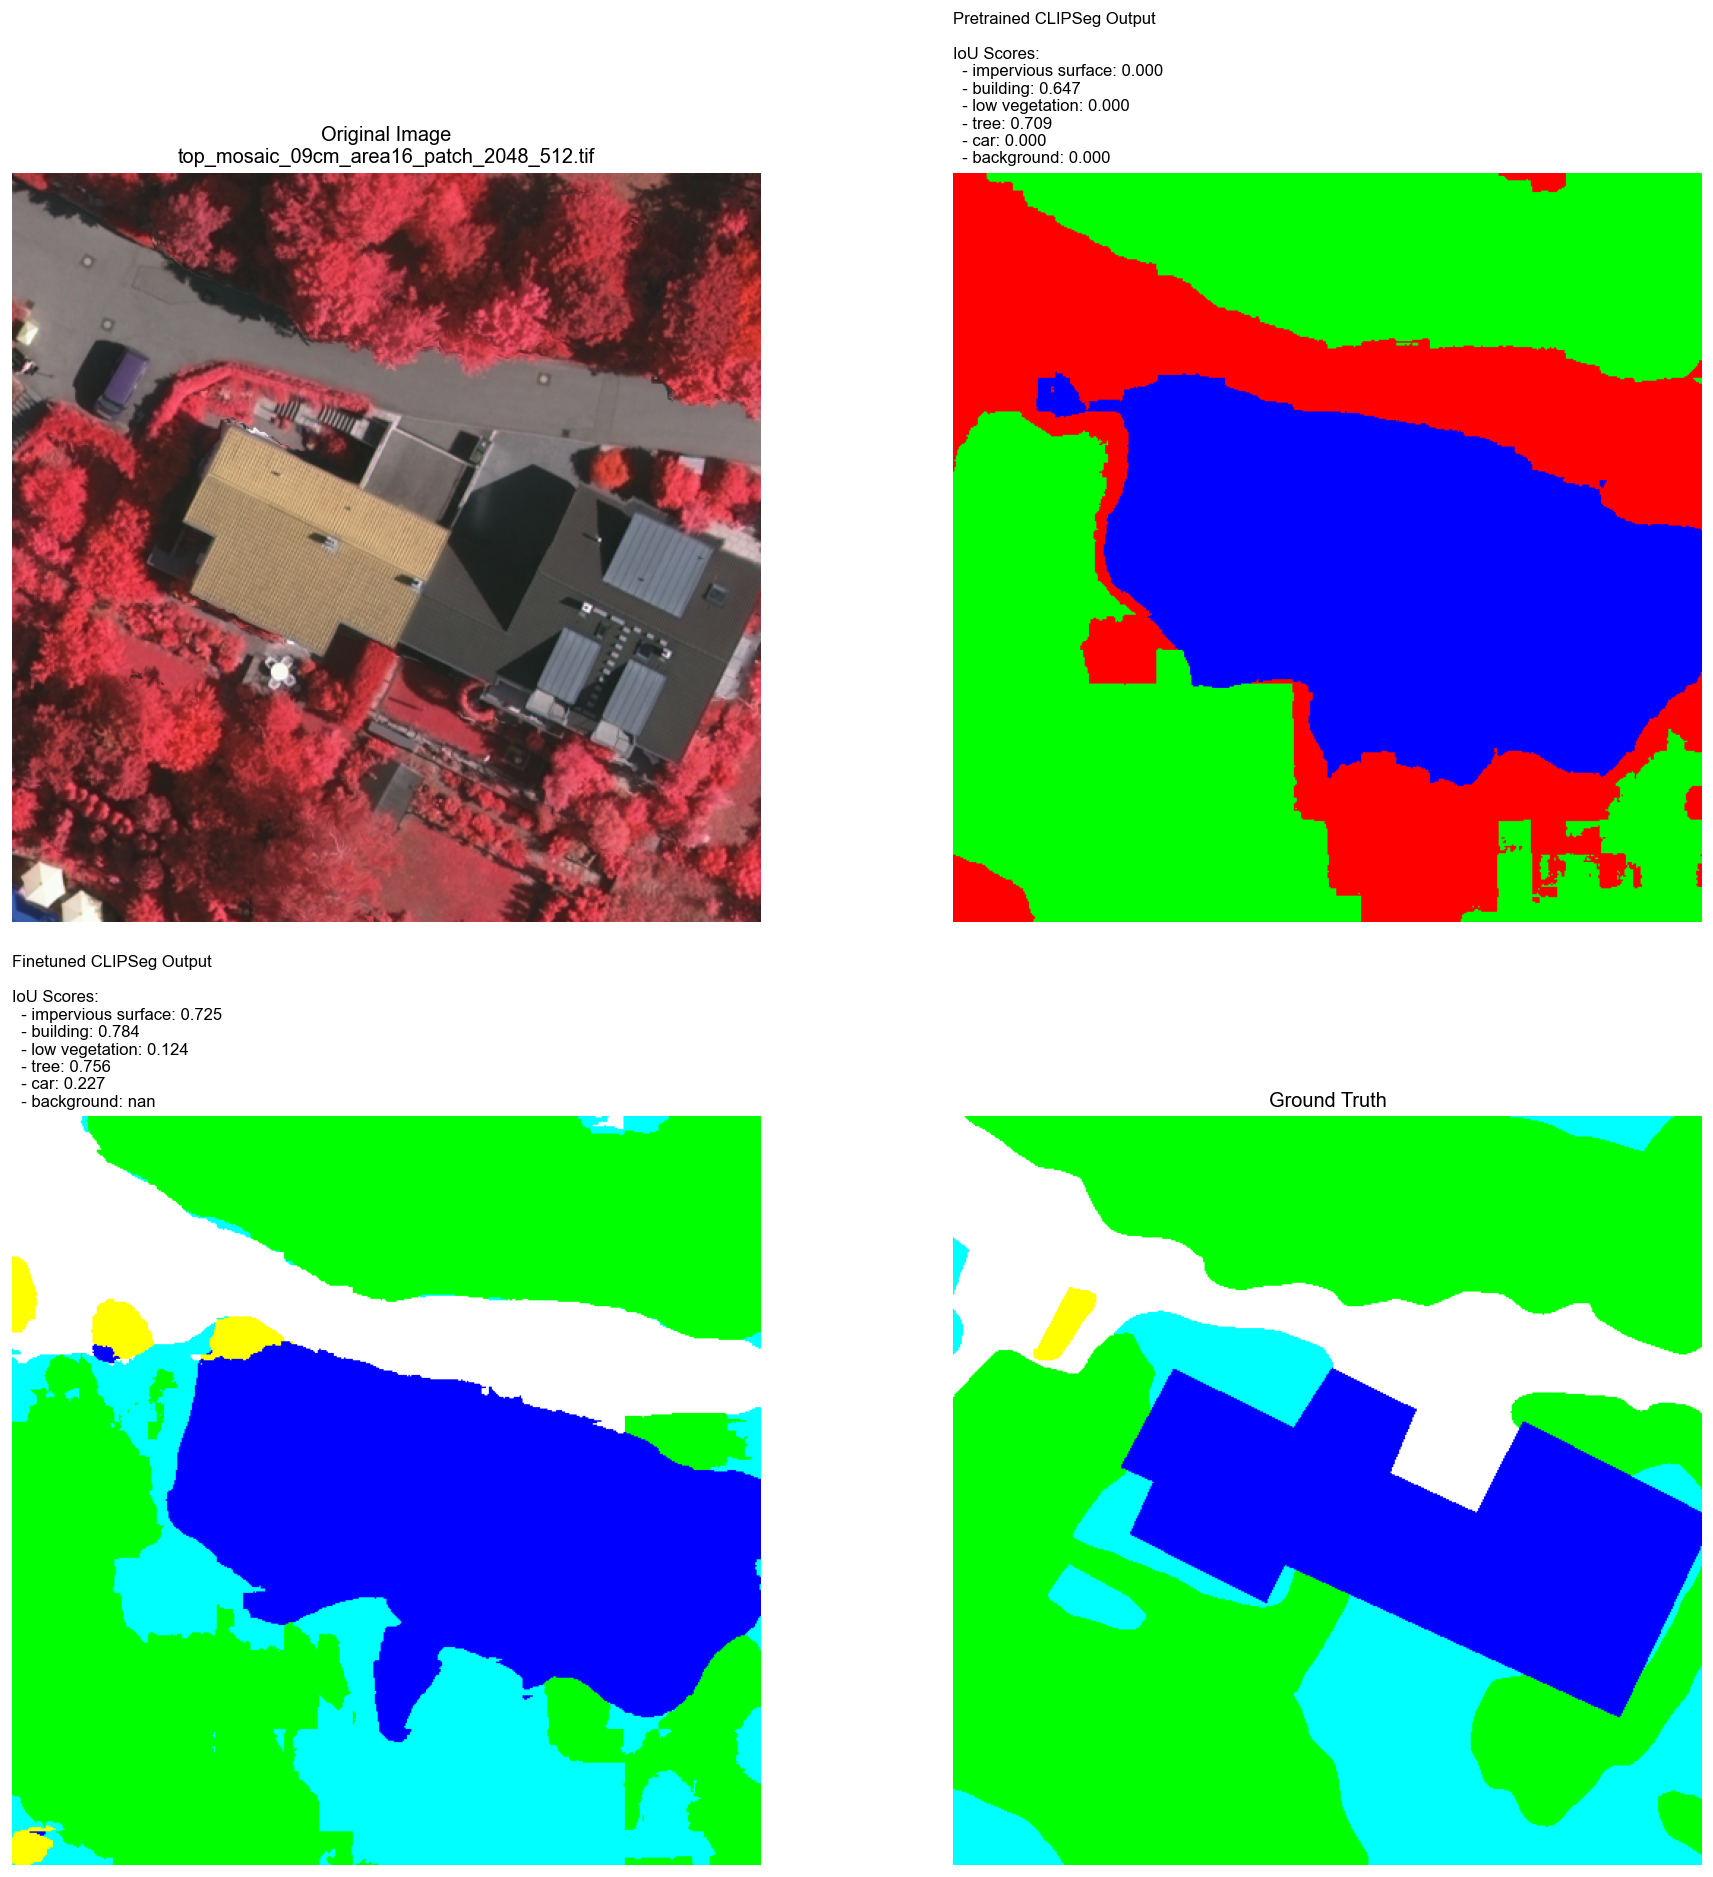 Original Image
top_mosaic_09cm_area16_patch_2048_512.tif
Pretrained CLIPSeg Output
IoU Scores:
- impervious surface: 0.000
- building: 0.647
- low vegetation: 0.000
- tree: 0.709
- car: 0.000
- background: 0.000
Finetuned CLIPSeg Output
IoU Scores:
- impervious surface: 0.725
- building: 0.784
- low vegetation: 0.124
- tree: 0.756
- car: 0.227
- background: nan
Ground Truth